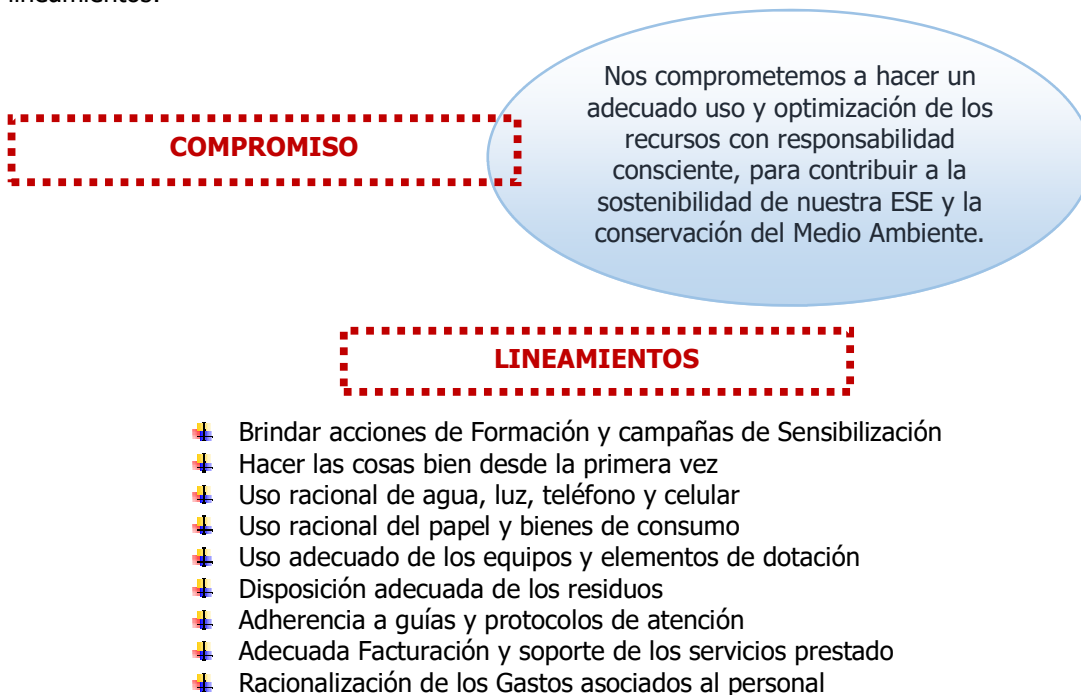 lineamientos.
Nos comprometemos a hacer un
adecuado uso y optimización de los
recursos con responsabilidad
consciente, para contribuir a la
sostenibilidad de nuestra ESE y la
conservación del Medio Ambiente.
COMPROMISO
LINEAMIENTOS
Brindar acciones de Formación y campañas de Sensibilización
Hacer las cosas bien desde la primera vez
Uso racional de agua, luz, teléfono y celular
Uso racional del papel y bienes de consumo
Uso adecuado de los equipos y elementos de dotación
Disposición adecuada de los residuos
Adherencia a guías y protocolos de atención
Adecuada Facturación y soporte de los servicios prestado
Racionalización de los Gastos asociados al personal